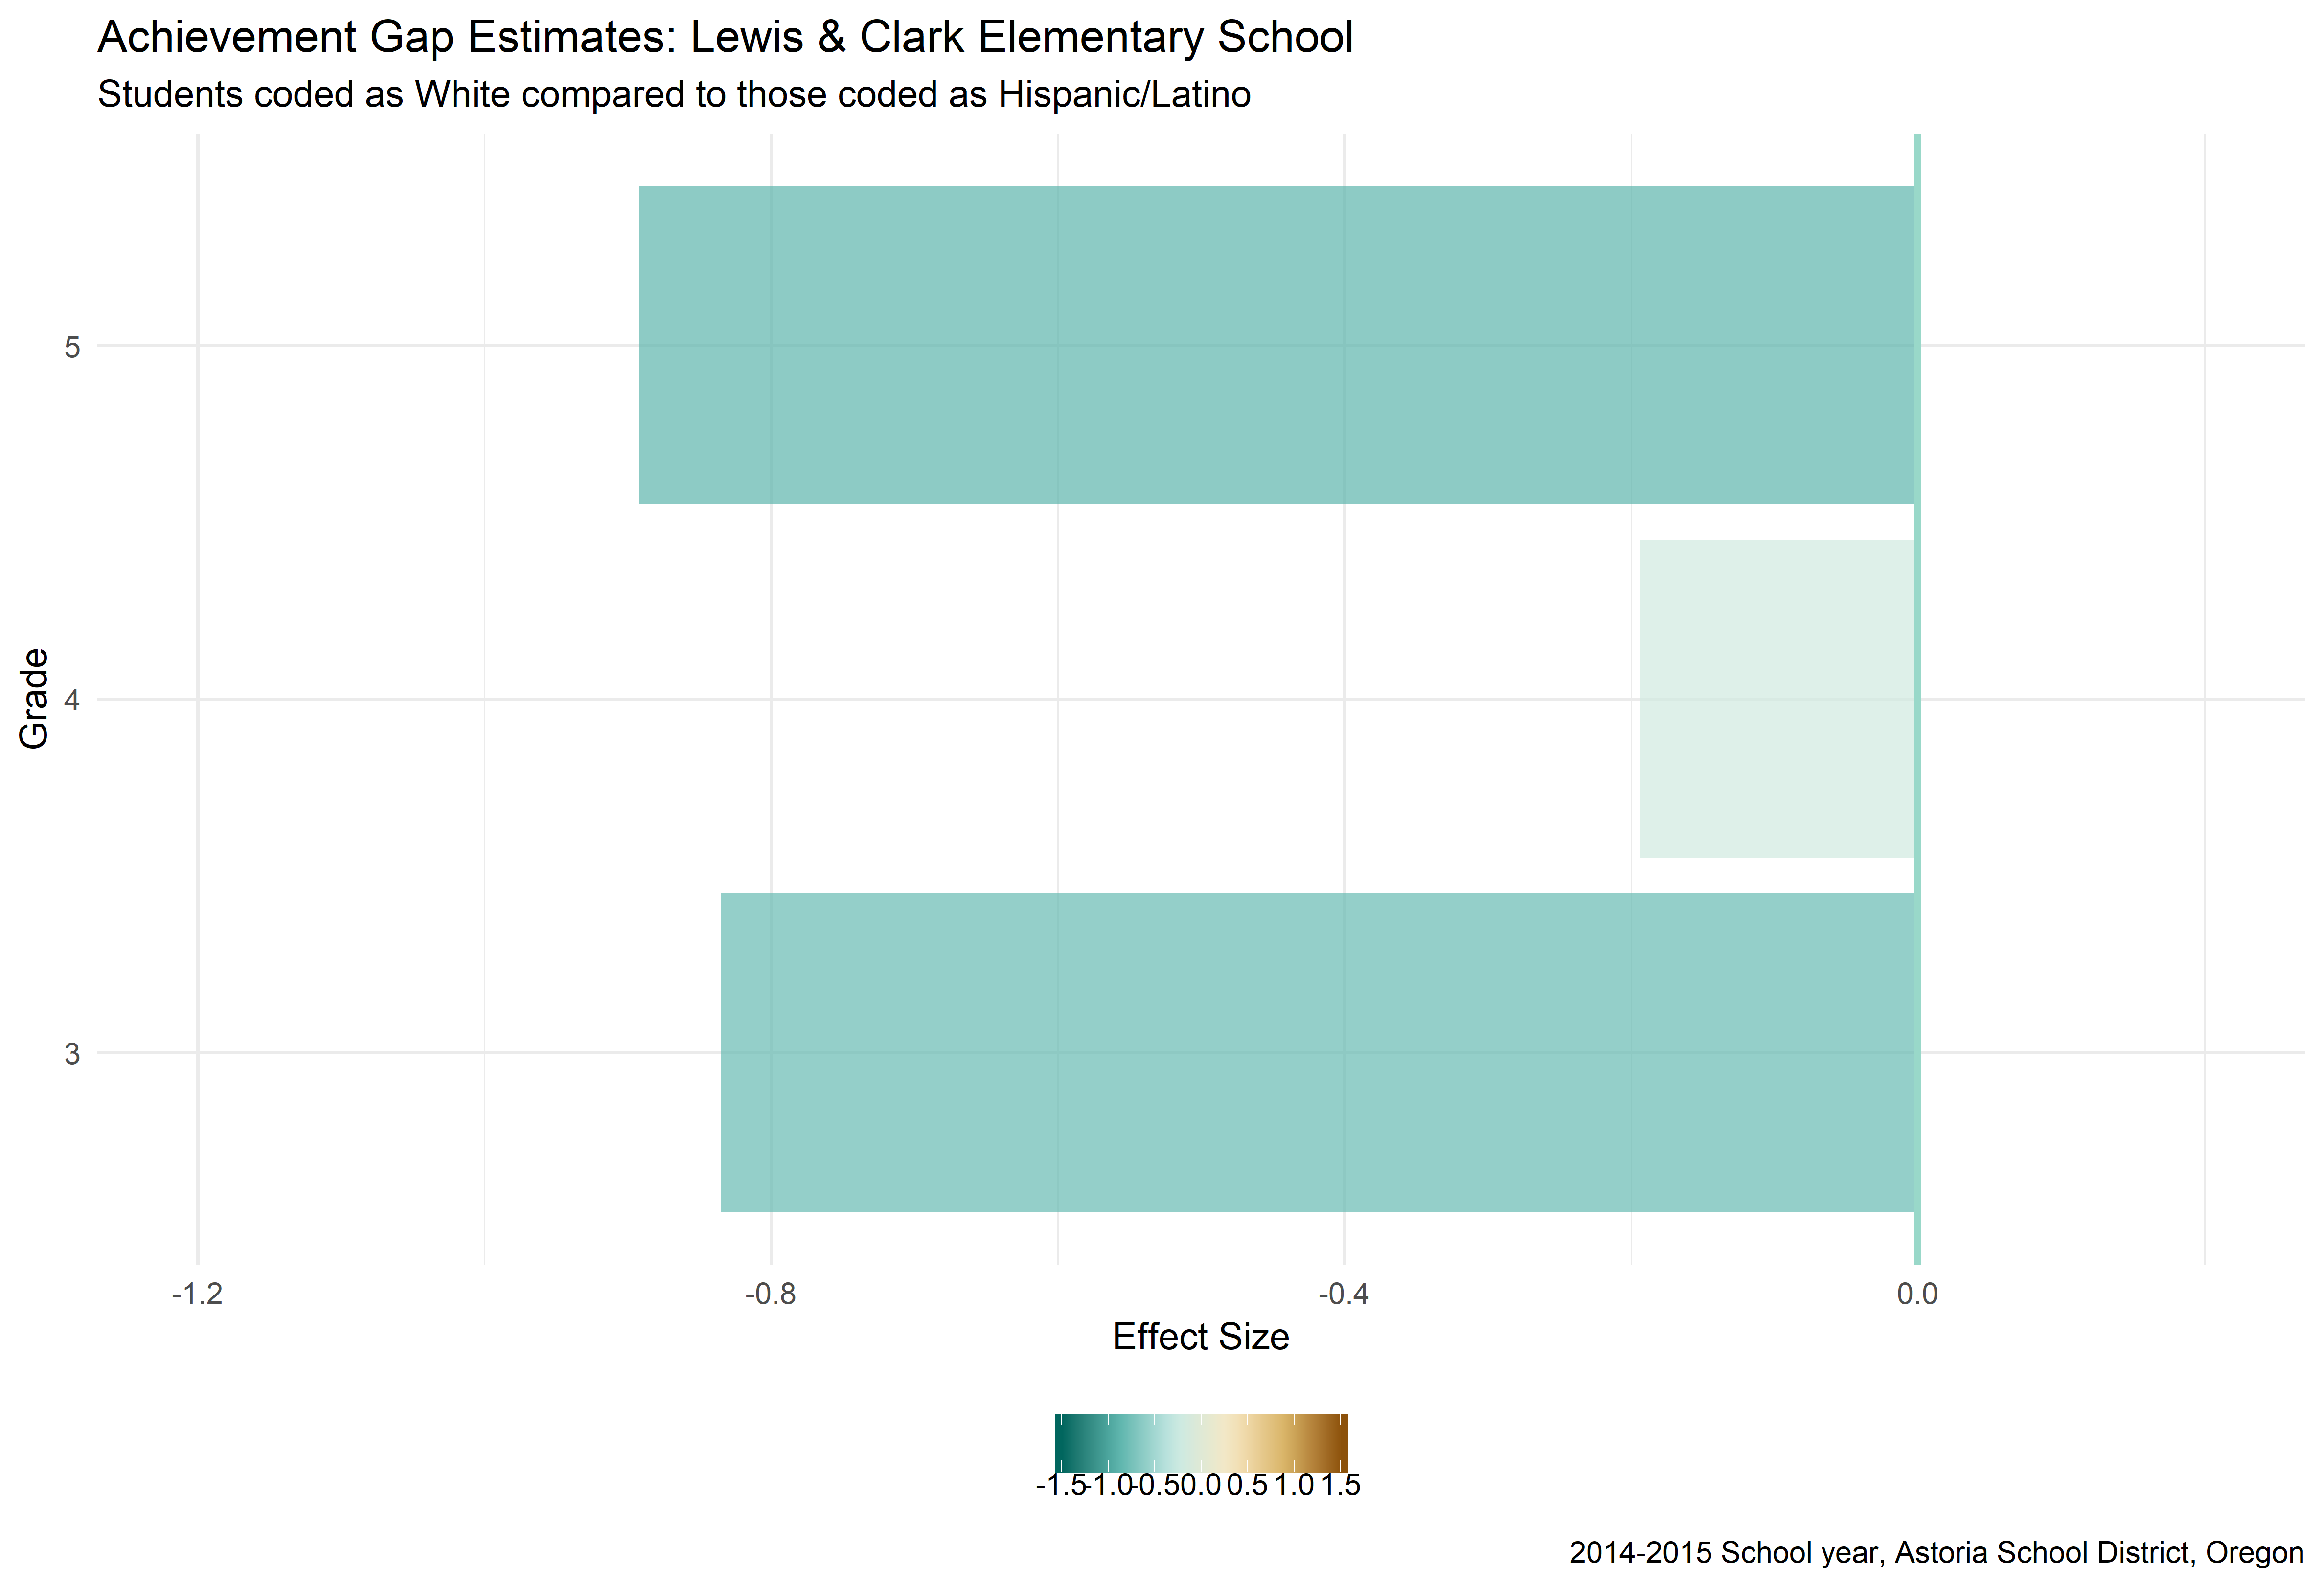 Achievement Gap Estimates: Lewis & Clark Elementary School
Students coded as White compared to those coded as Hispanic/Latino
5
4
3
Grade
-1.2 -0.8 -0.4 0.0
Effect Size
-1.5 -1.0 -0.5 0.0 0.5 1.0 1.5
2014-2015 School year, Astoria School District, Oregon